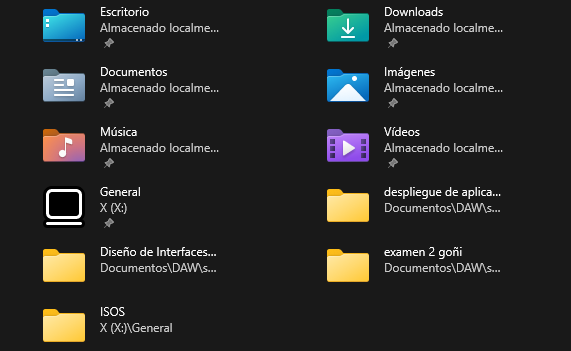 Escritorio
Almacenado localme...
Downloads
Almacenado localme...
Documentos
Almacenado localme...
Imágenes
Almacenado localme...
Música
Almacenado localme...
Vídeos
Almacenado localme...
General
X (X:)
despliegue de aplica...
Documentos\DAW\s...
Diseño de Interfaces...
Documentos\DAW\s...
examen 2 goñi
Documentos\DAW\s...
ISOS
X (X:)\General